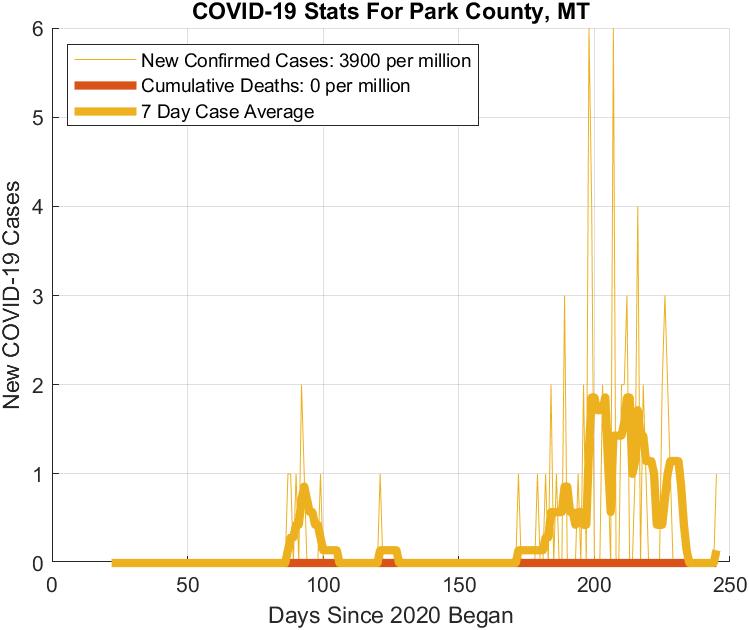 COVID-19 Stats For Park County, MT
6
New Confirmed Cases: 3900 per million
Cumulative Deaths: 0 per million
7 Day Case Average
5
4
3
2
1
0
New COVID-19 Cases
0 50 100 150 200 250
Days Since 2020 Began